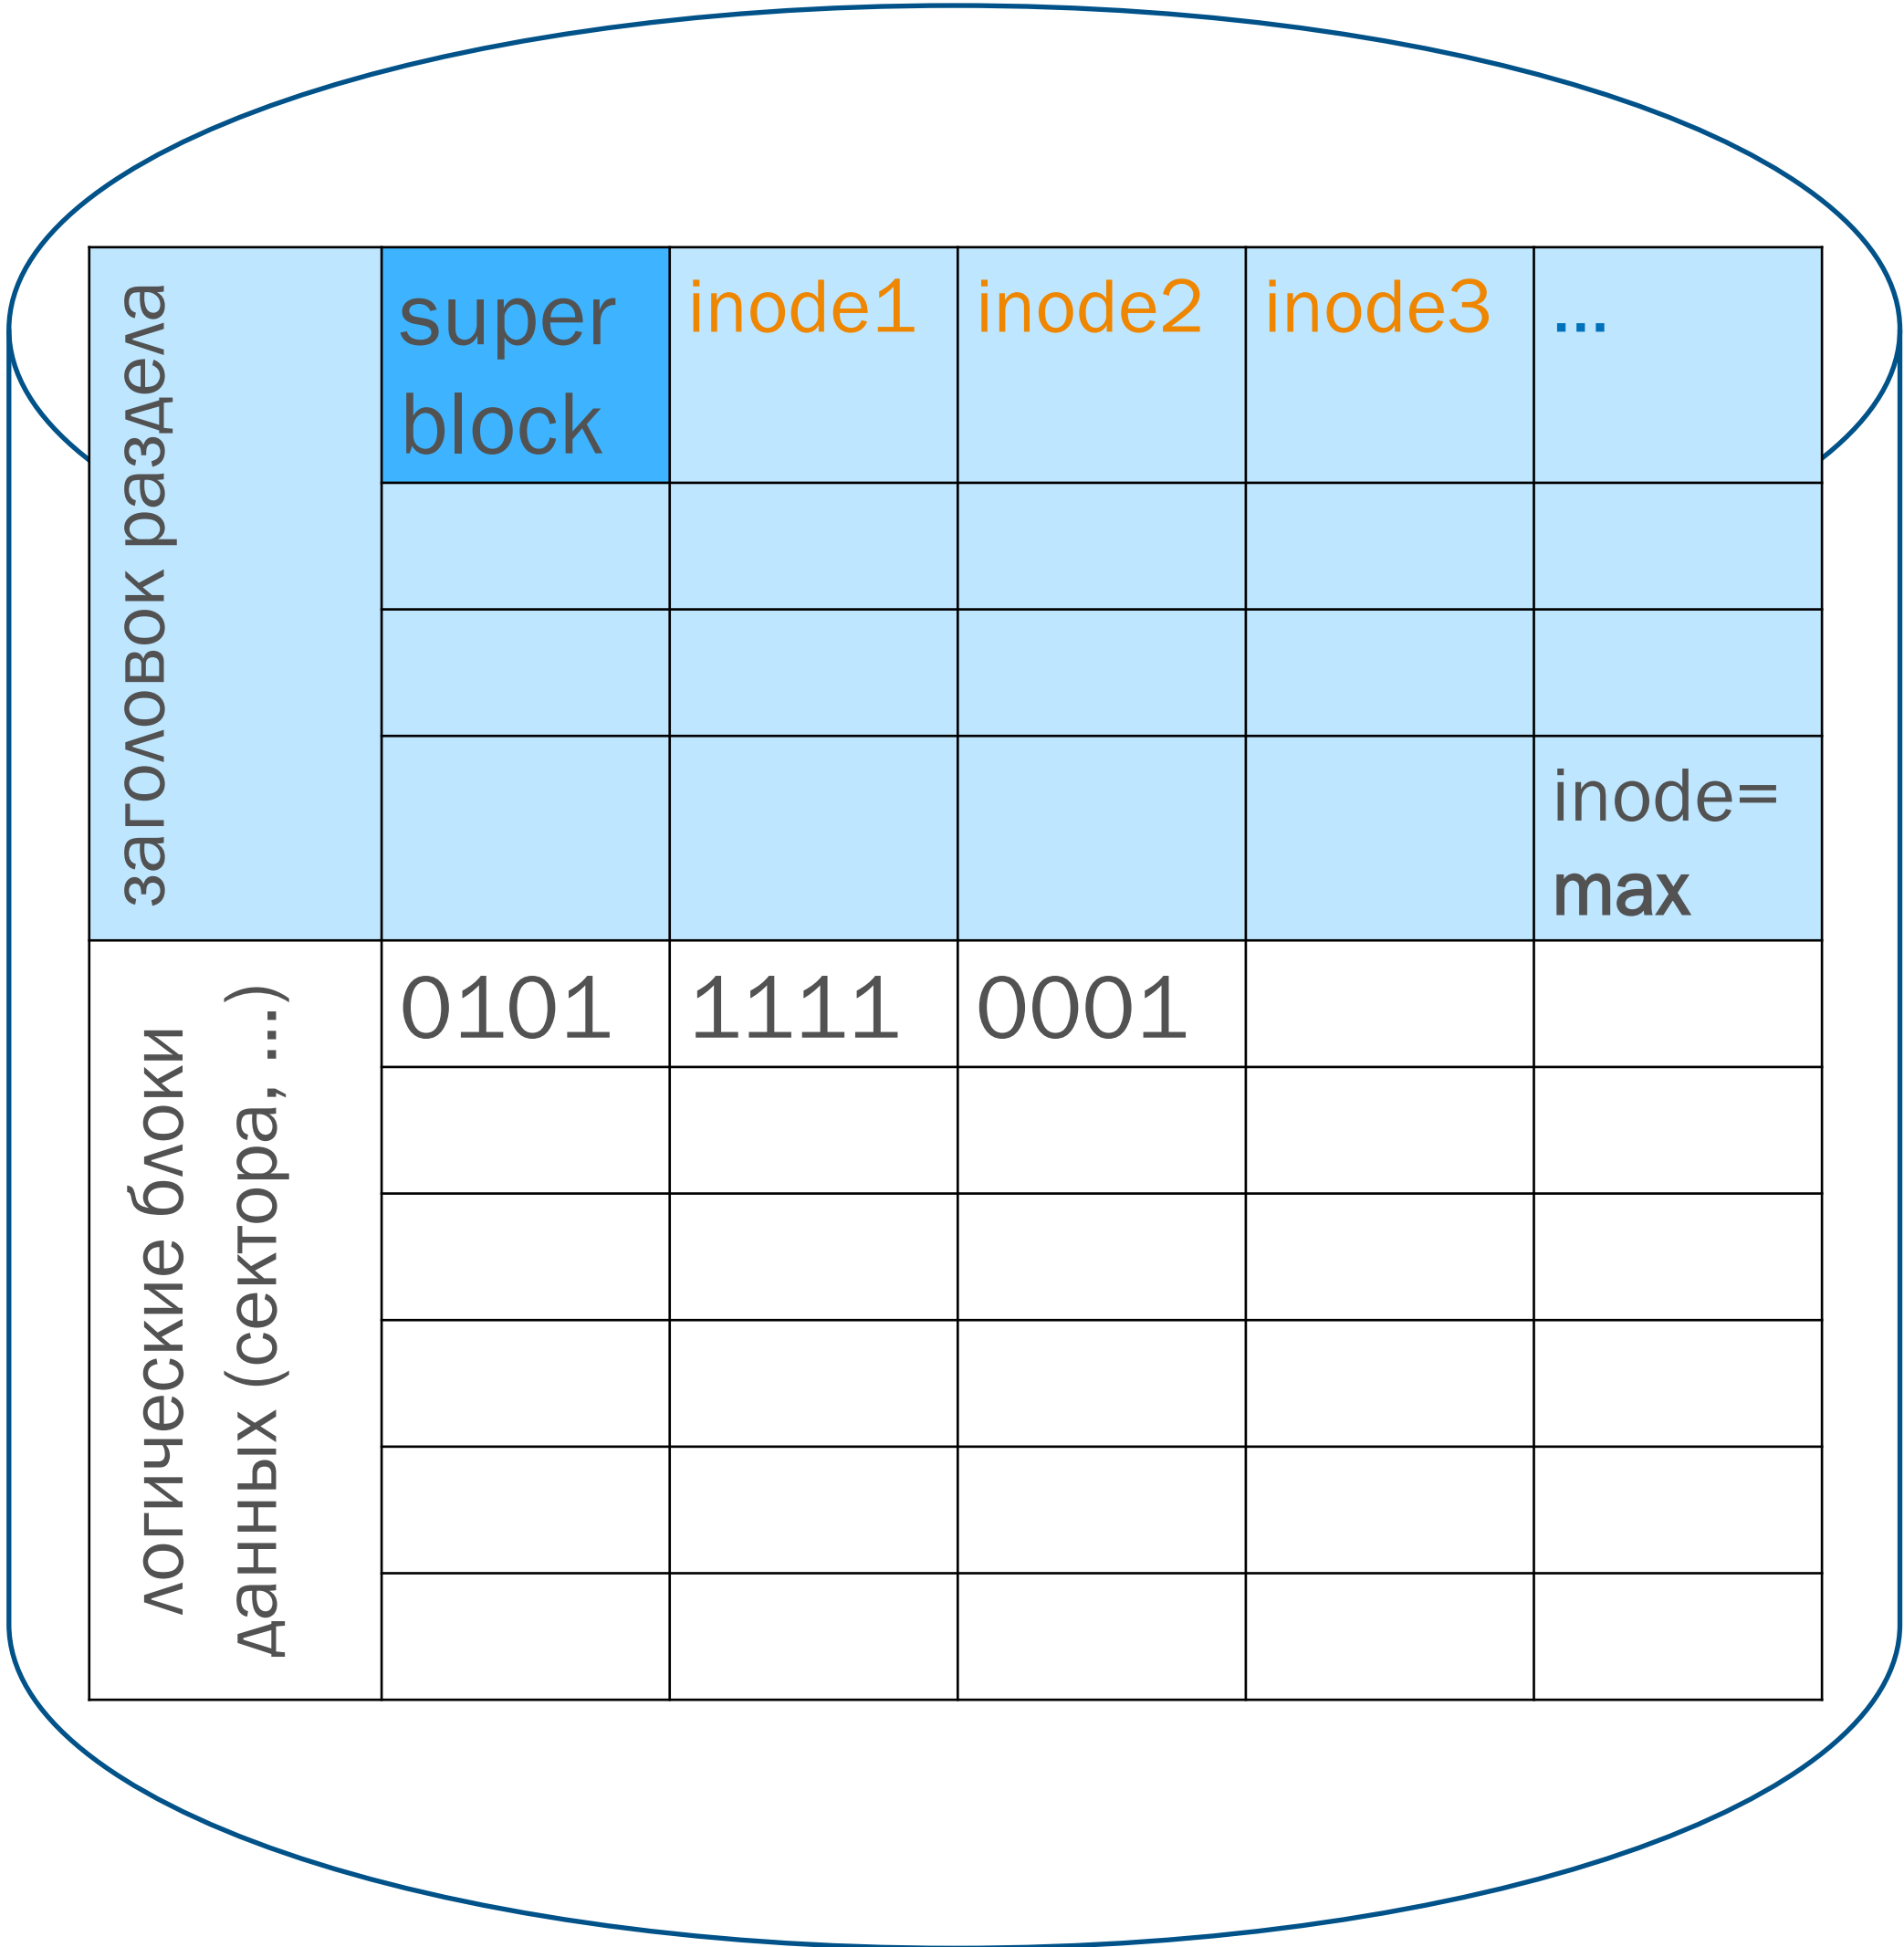 заголовок раздела
super
block
inode1
inode2
inode3
...
inode=
max
логические блоки
данных (сектора, ...)
0101
1111
0001